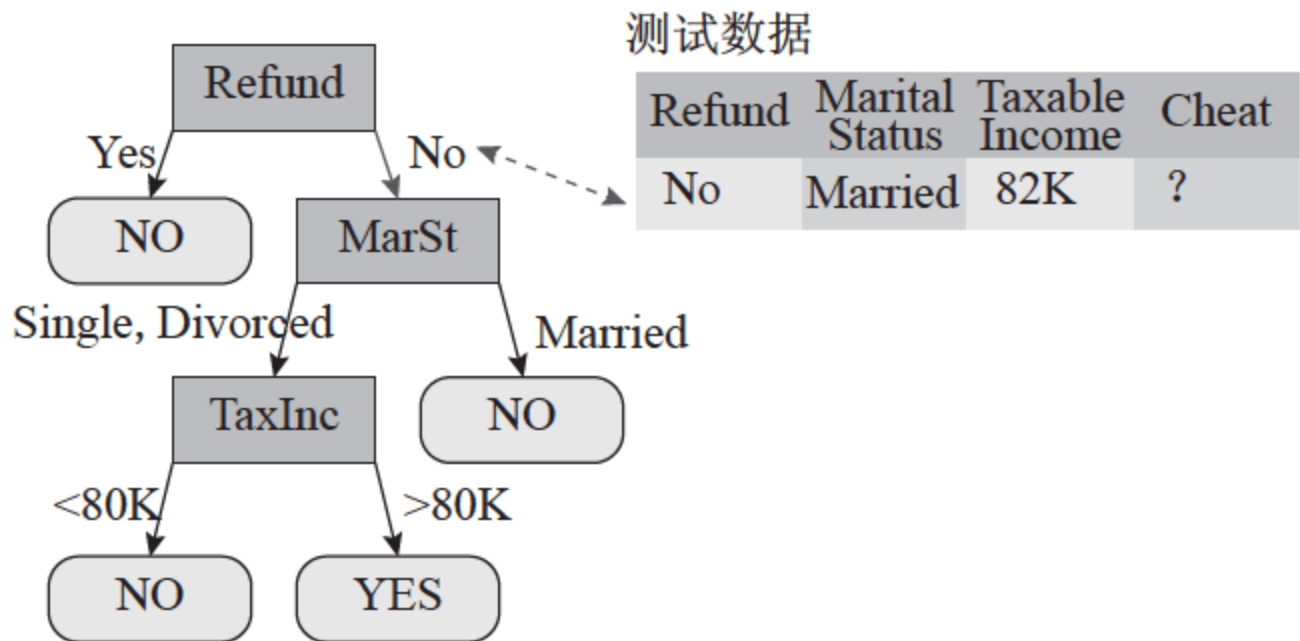 测试数据
Refund
Marital Status
Taxable Income
Cheat
No
Married
82K
?
Refund
Yes
No
NO
MarSt
Single, Divorced
Married
TaxInc
NO
<80K
>80K
NO
YES